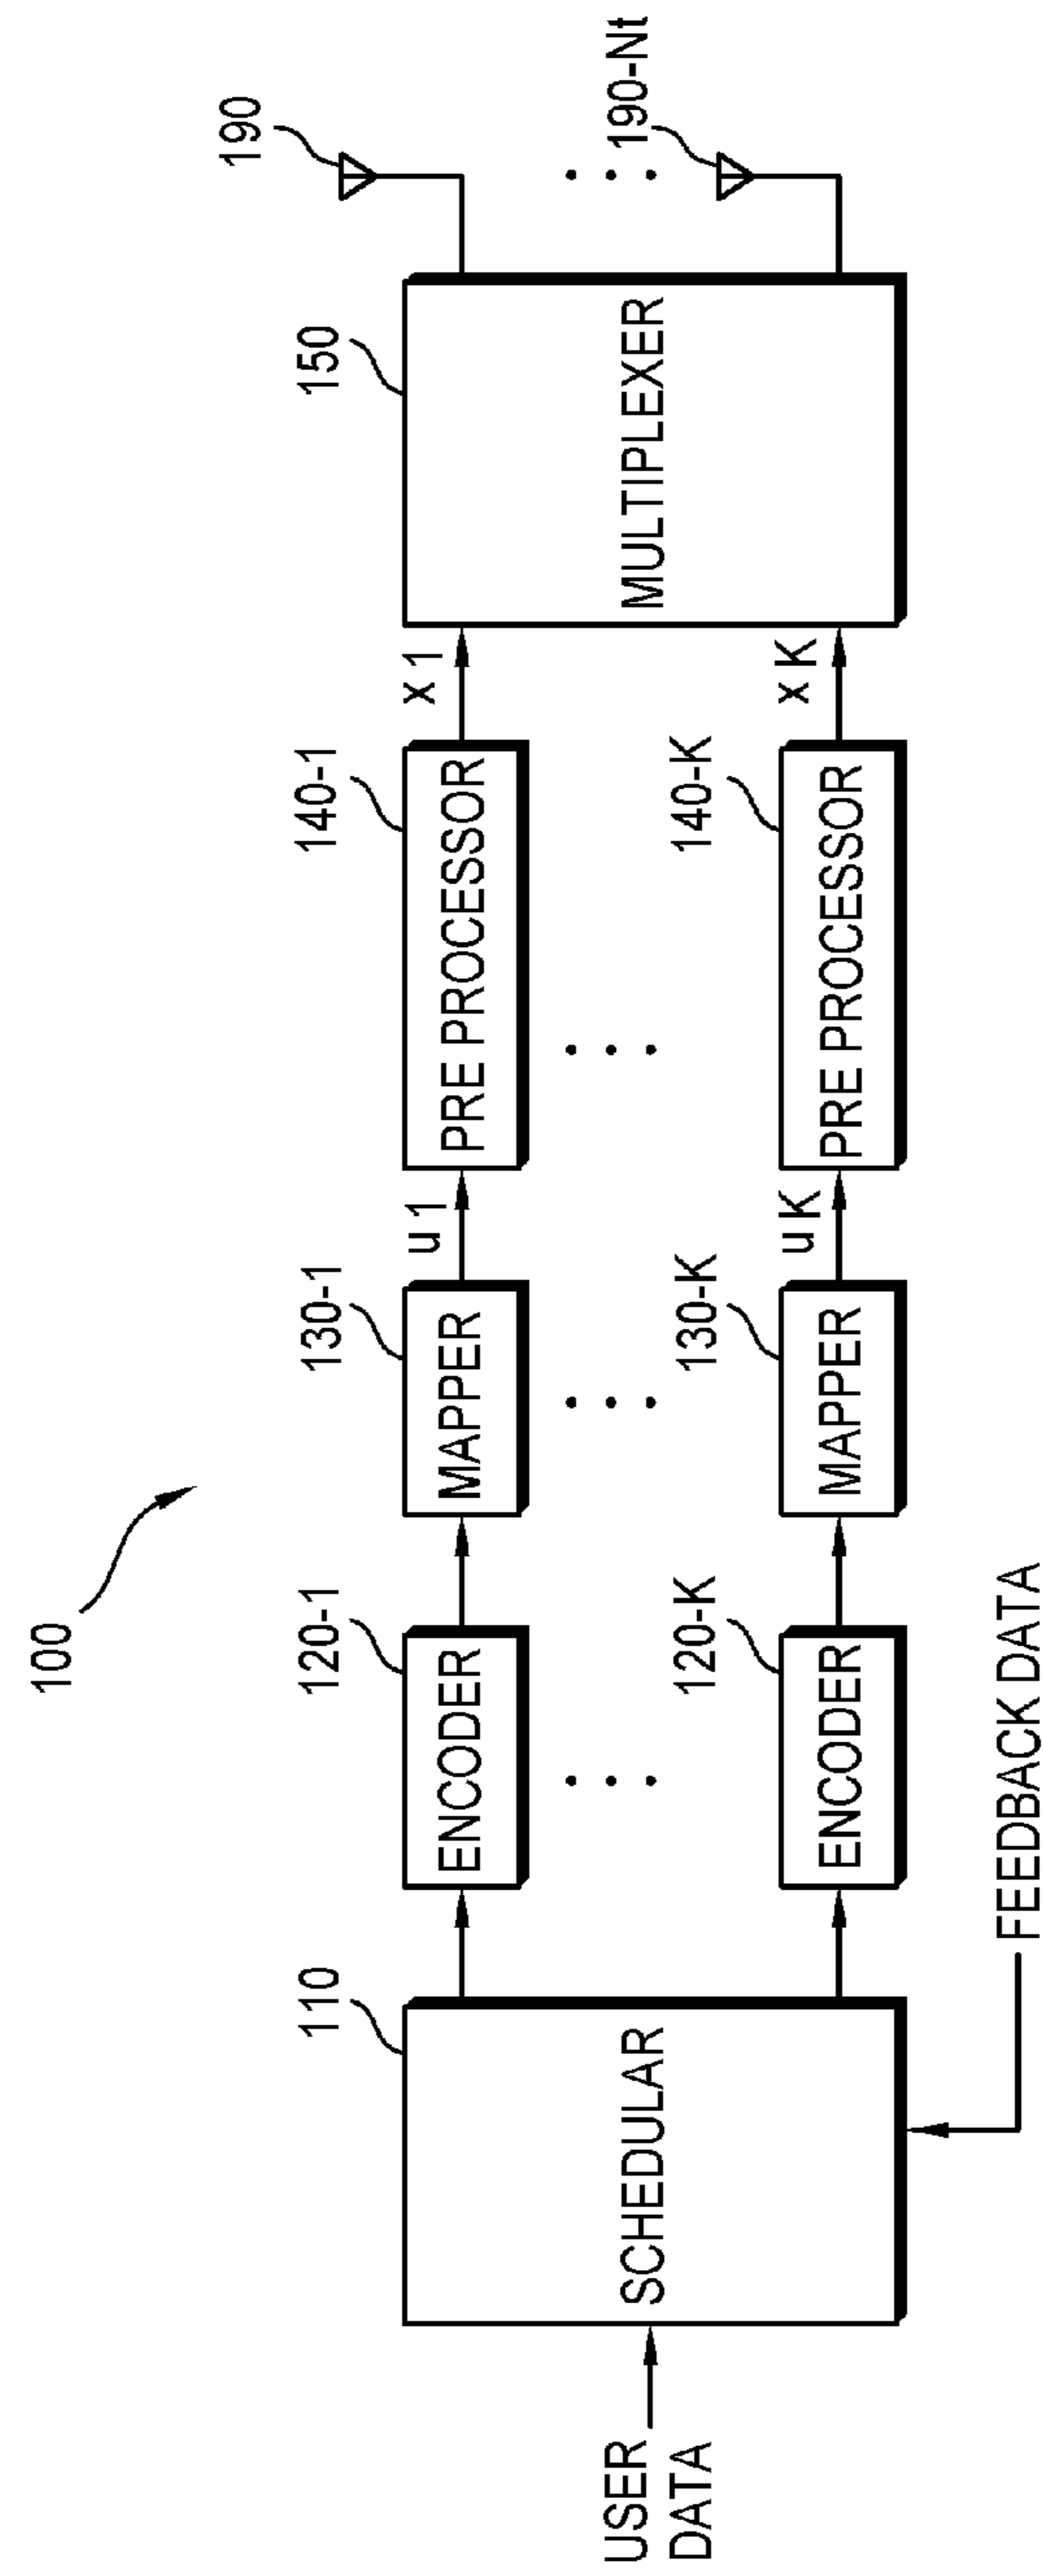 100
110
120-1
130-1
140-1
150
190
USER
DATA
SCHEDULAR
ENCODER
MAPPER
u1
PRE PROCESSOR
x1
MULTIPLEXER
120-K
130-K
140-K
190-Nt
ENCODER
MAPPER
uK
PRE PROCESSOR
xK
FEEDBACK DATA